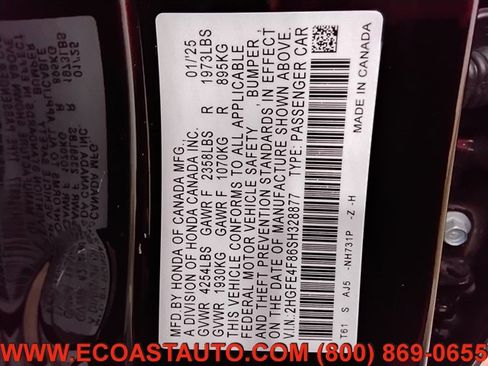 MFD.BY HONDA OF CANADA MFG. 01/25
A DIVISION OF HONDA CANADA INC.
GVWR 4254LBS GAWR F 2358LBS R 1973LBS
GVWR 1930KG GAWR F 1070KG R 895KG
THIS VEHICLE CONFORMS TO ALL APPLICABLE
FEDERAL MOTOR VEHICLE SAFETY , BUMPER ,
AND THEFT PREVENTION STANDARDS IN EFFECT
ON THE DATE OF MANUFACTURE SHOWN ABOVE.
V.I.N: 2HGFE4F86SH328877 TYPE: PASSENGER CAR
T61 S AJ5 -NH731P -Z -H
MADE IN CANADA
WWW.ECOASTAUTO.COM (800) 869-0655